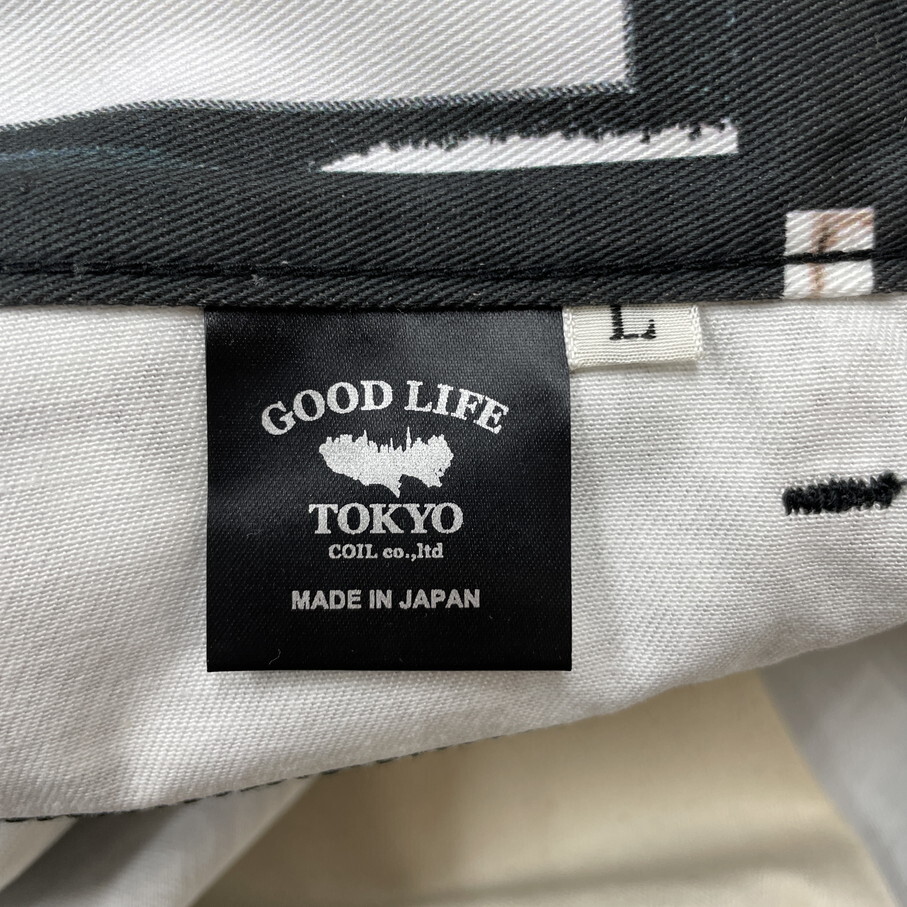 L
GOOD LIFE
TOKYO
COIL co.,ltd
MADE IN JAPAN